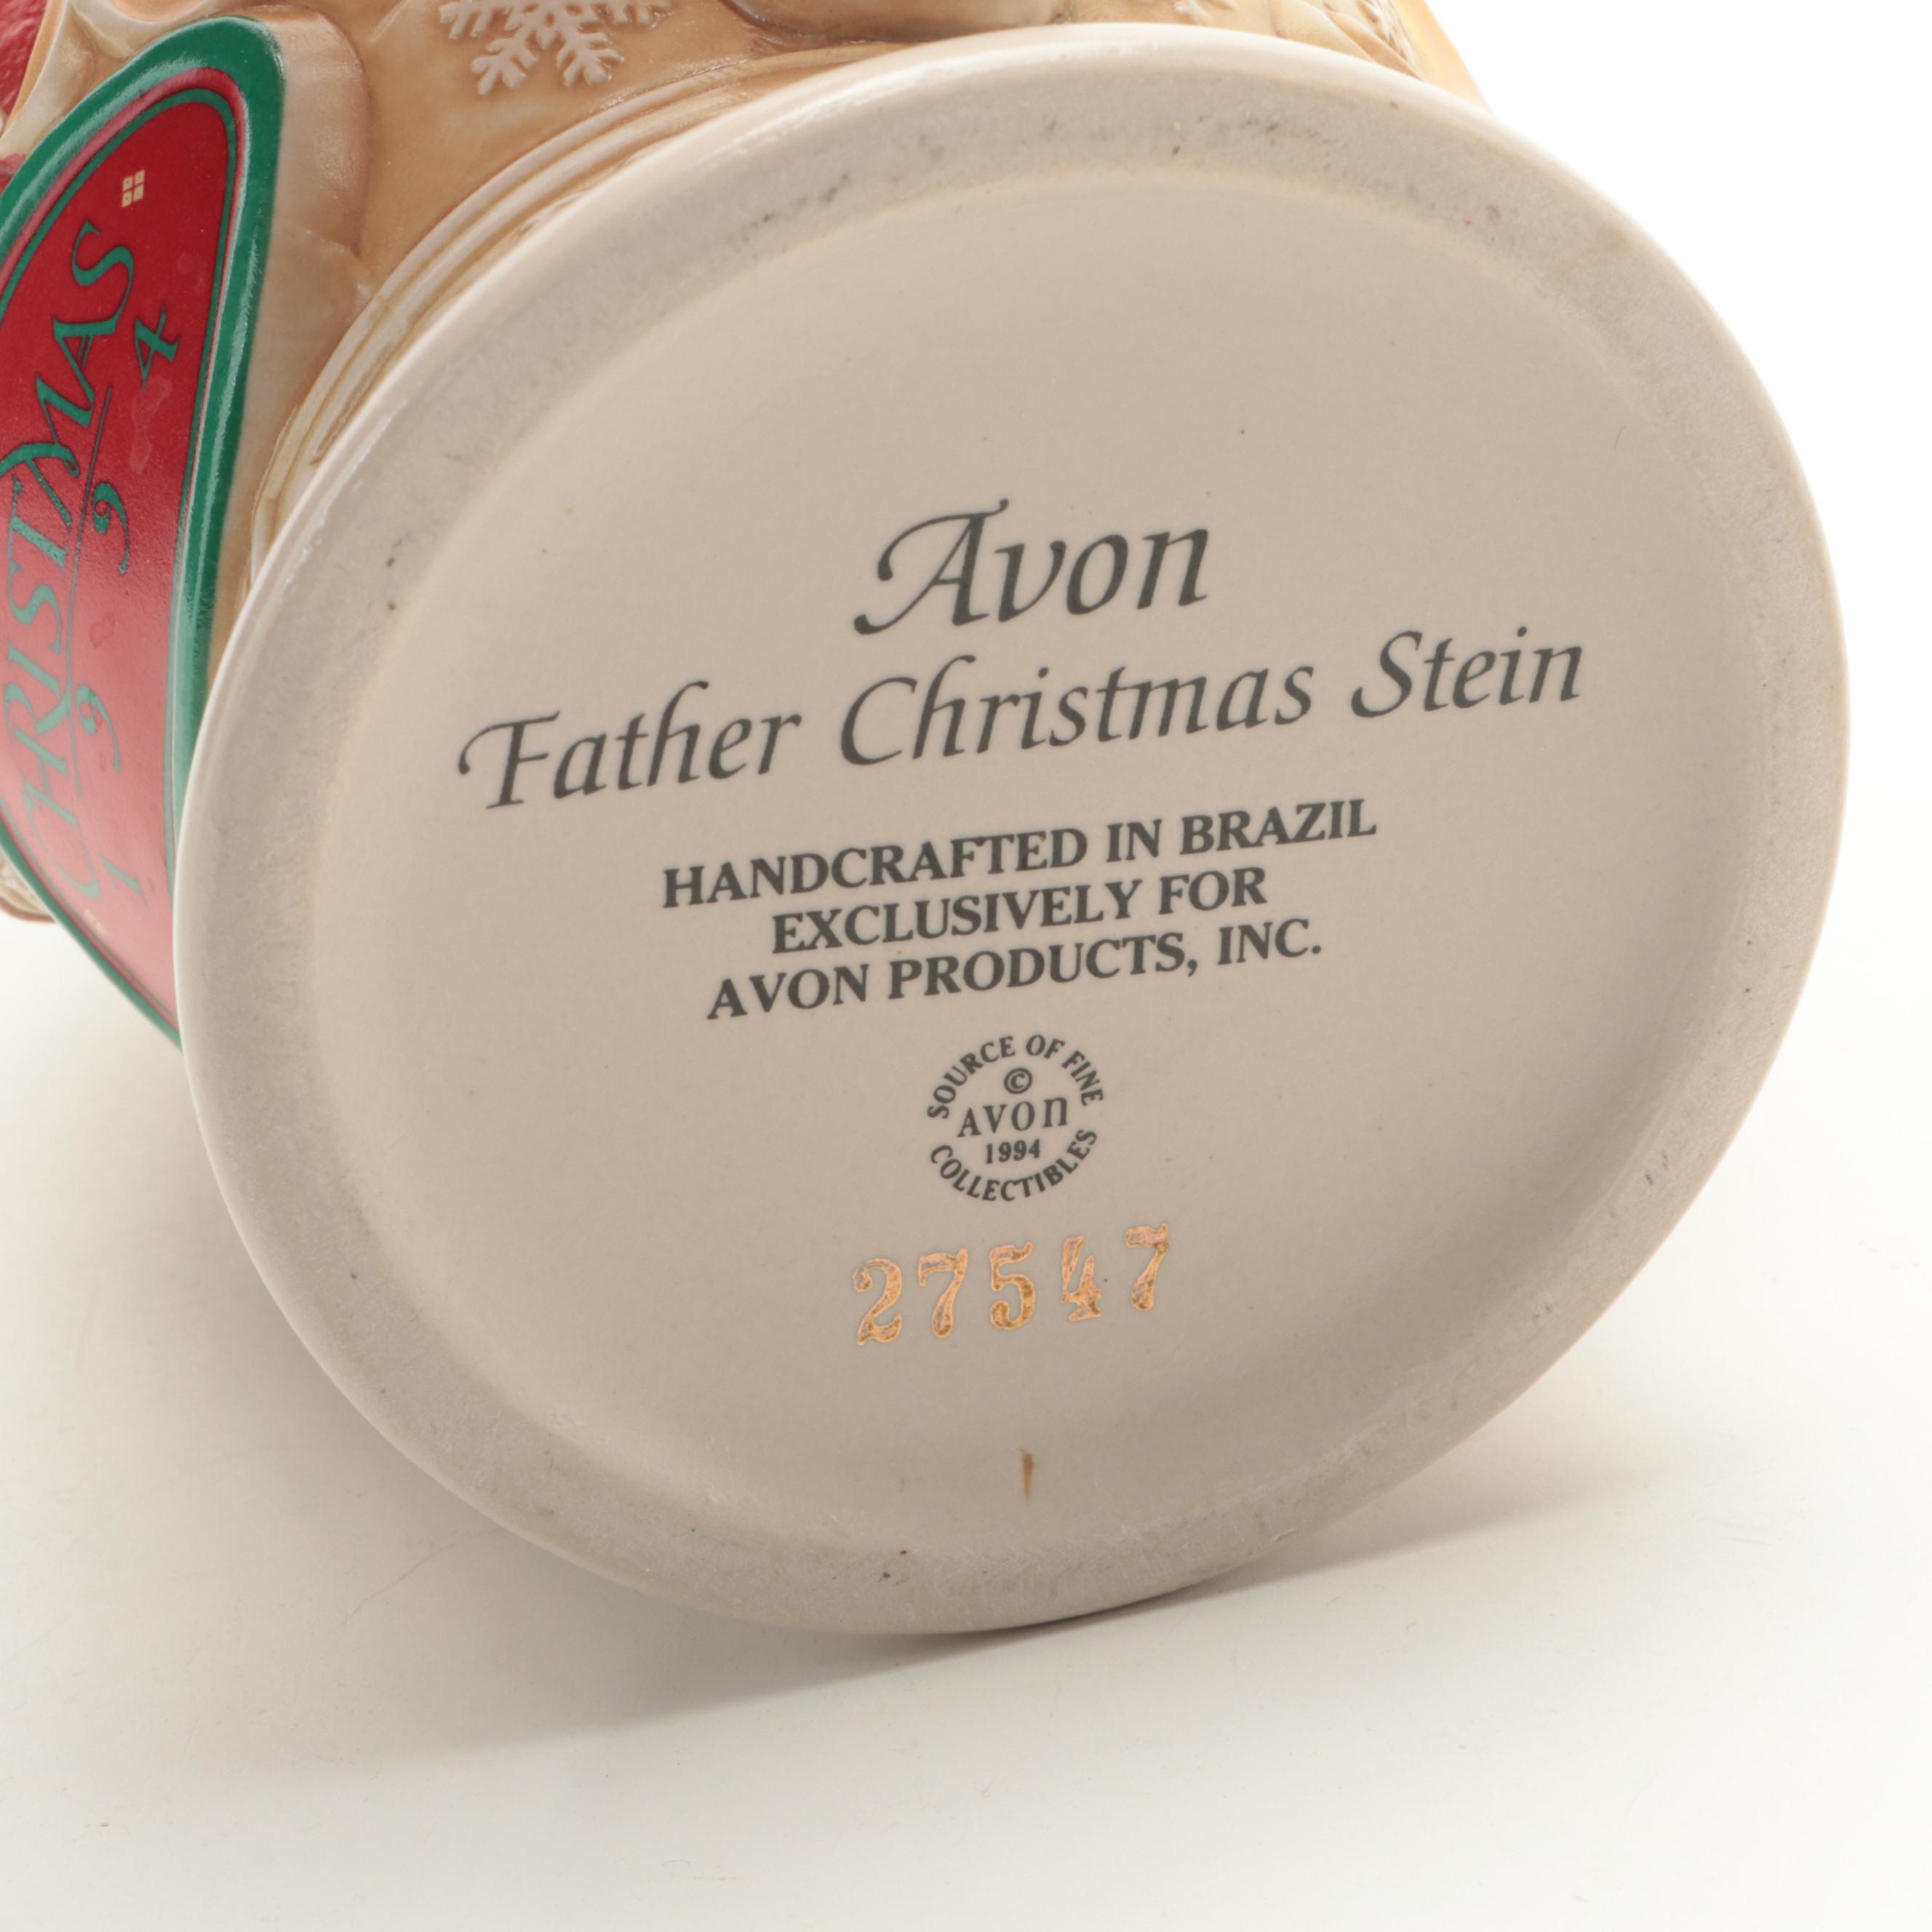 CHRISTMAS
1994
Avon
Father Christmas Stein
HANDCRAFTED IN BRAZIL
EXCLUSIVELY FOR
AVON PRODUCTS, INC.
SOURCE OF FINE
©
AVON
1994
COLLECTIBLES
27547